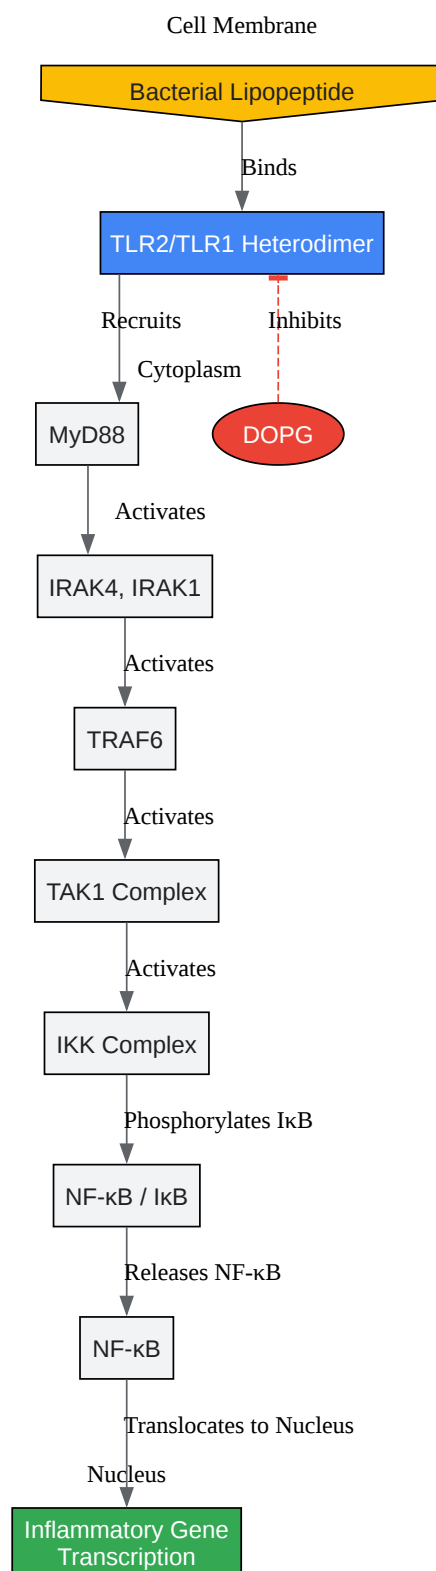 Cell Membrane
Bacterial Lipopeptide
Binds
TLR2/TLR1 Heterodimer
Recruits
Inhibits
Cytoplasm
MyD88
DOPG
Activates
IRAK4, IRAK1
Activates
TRAF6
Activates
TAK1 Complex
Activates
IKK Complex
Phosphorylates IκB
NF-κB / IκB
Releases NF-κB
NF-κB
Translocates to Nucleus
Nucleus
Inflammatory Gene
Transcription